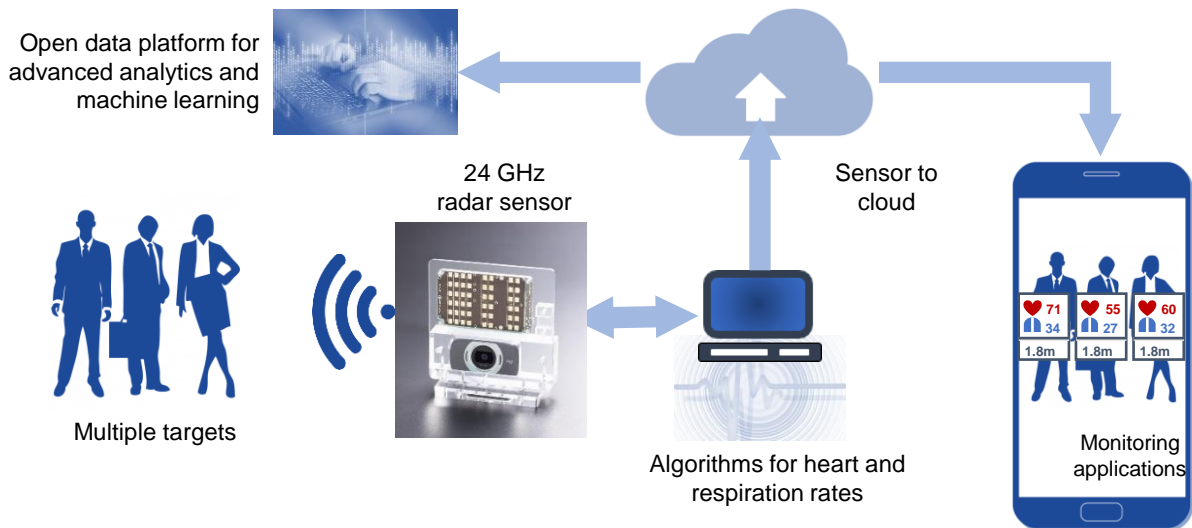 Open data platform for
advanced analytics and
machine learning
24 GHz
radar sensor
Sensor to
cloud
71
34
1.8m
55
27
1.8m
60
32
1.8m
Multiple targets
Algorithms for heart and
respiration rates
Monitoring
applications